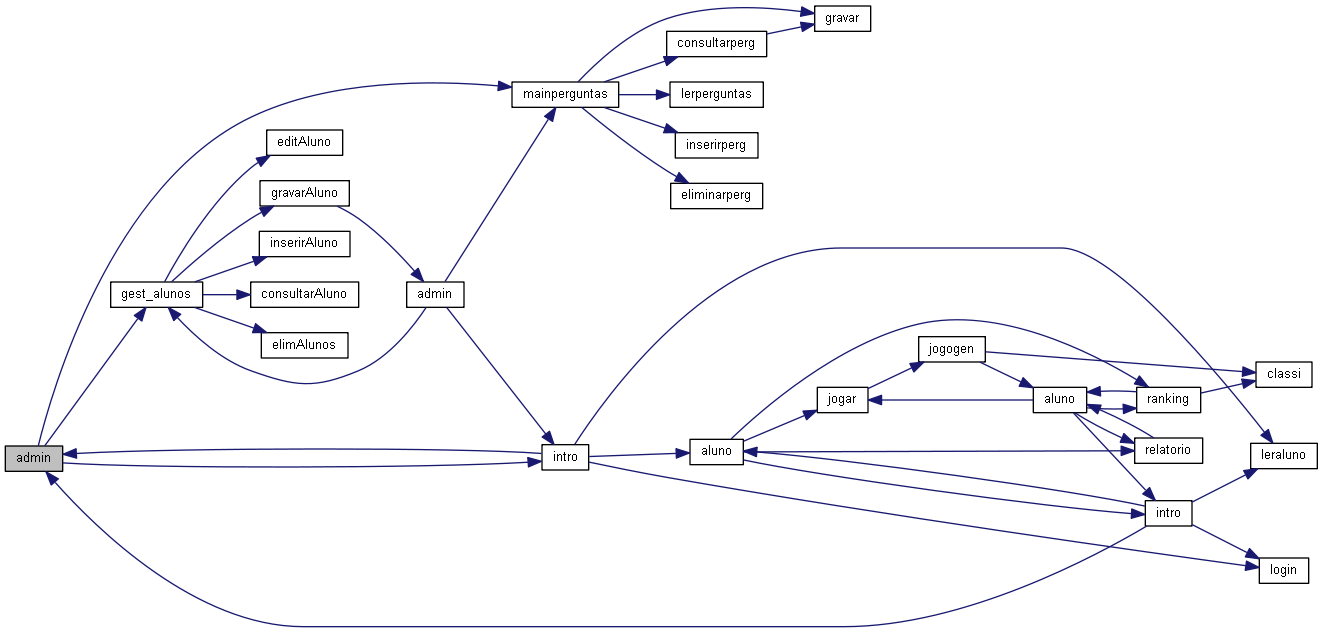 gravar
consultarperg
mainperguntas
lerperguntas
editAluno
inserirperg
gravarAluno
eliminarperg
inserirAluno
gest_alunos
consultarAluno
admin
elimAlunos
jogogen
classi
jogar
aluno
ranking
admin
intro
aluno
relatorio
leraluno
intro
login